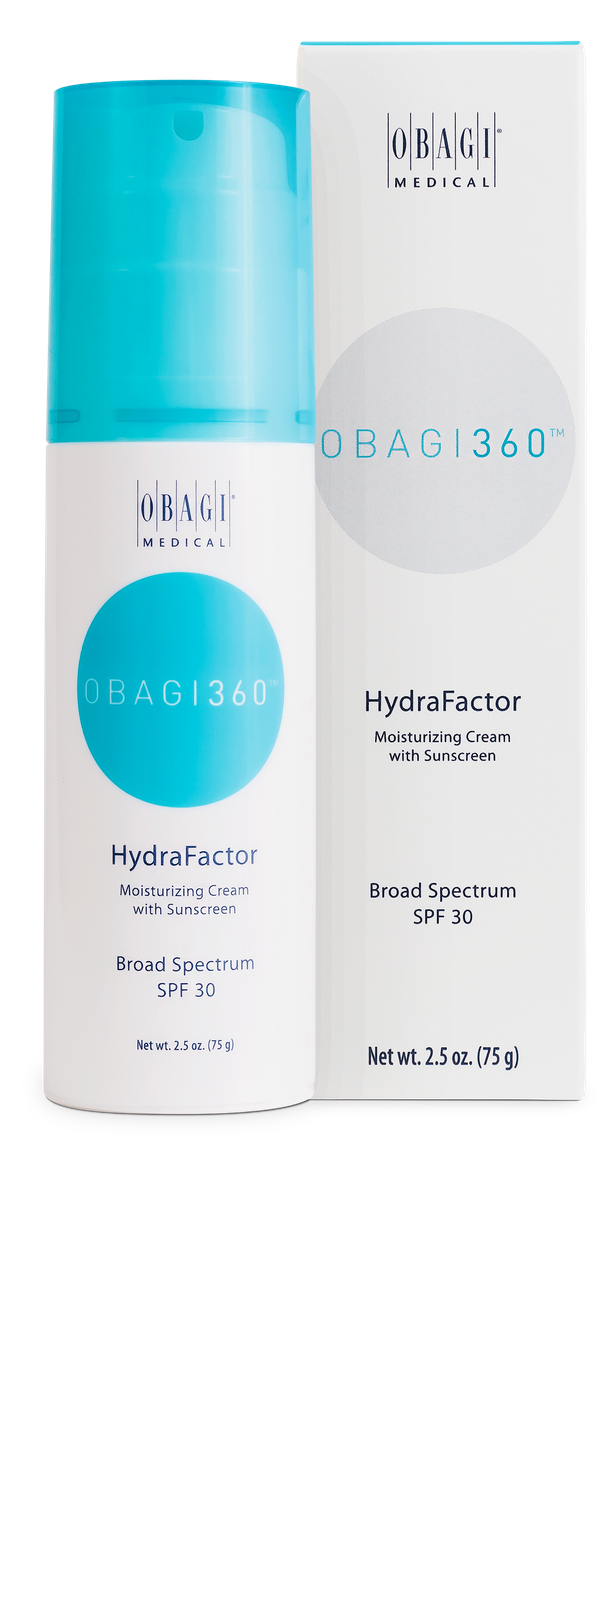 OBAGI®
MEDICAL
OBAGI360™
HydraFactor
Moisturizing Cream
with Sunscreen
Broad Spectrum
SPF 30
Net wt. 2.5 oz. (75 g)
OBAGI®
MEDICAL
OBAGI360™
HydraFactor
Moisturizing Cream
with Sunscreen
Broad Spectrum
SPF 30
Net wt. 2.5 oz. (75 g)